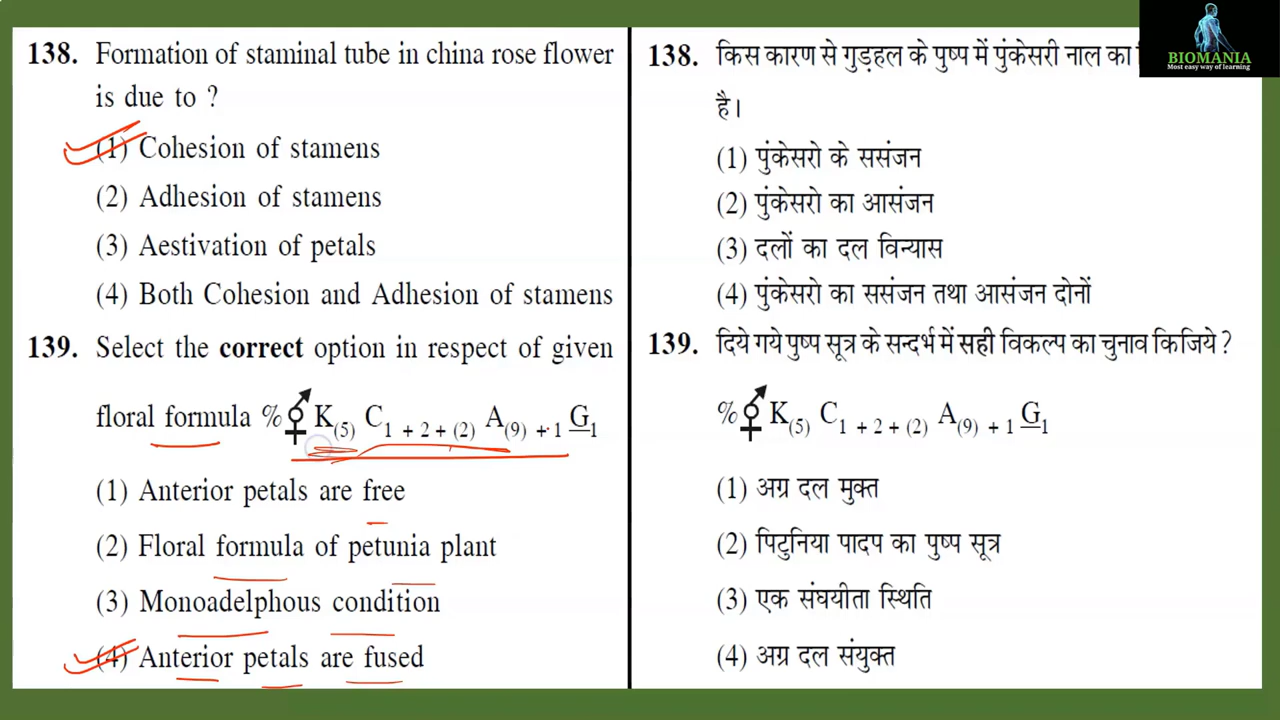 138. Formation of staminal tube in china rose flower
is due to ?
(1) Cohesion of stamens
(2) Adhesion of stamens
(3) Aestivation of petals
(4) Both Cohesion and Adhesion of stamens
139. Select the correct option in respect of given
floral formula % ⚥ K(5) C1 + 2 + (2) A(9) + 1 G1
(1) Anterior petals are free
(2) Floral formula of petunia plant
(3) Monoadelphous condition
(4) Anterior petals are fused
138. किस कारण से गुड़हल के पुष्प में पुंकेसरी नाल का
है।
(1) पुंकेसरो के ससंजन
(2) पुंकेसरो का आसंजन
(3) दलों का दल विन्यास
(4) पुंकेसरो का ससंजन तथा आसंजन दोनों
139. दिये गये पुष्प सूत्र के सन्दर्भ में सही विकल्प का चुनाव किजिये ?
% ⚥ K(5) C1 + 2 + (2) A(9) + 1 G1
(1) अग्र दल मुक्त
(2) पिटुनिया पादप का पुष्प सूत्र
(3) एक संघयीता स्थिति
(4) अग्र दल संयुक्त
BIOMANIA
Most easy way of learning